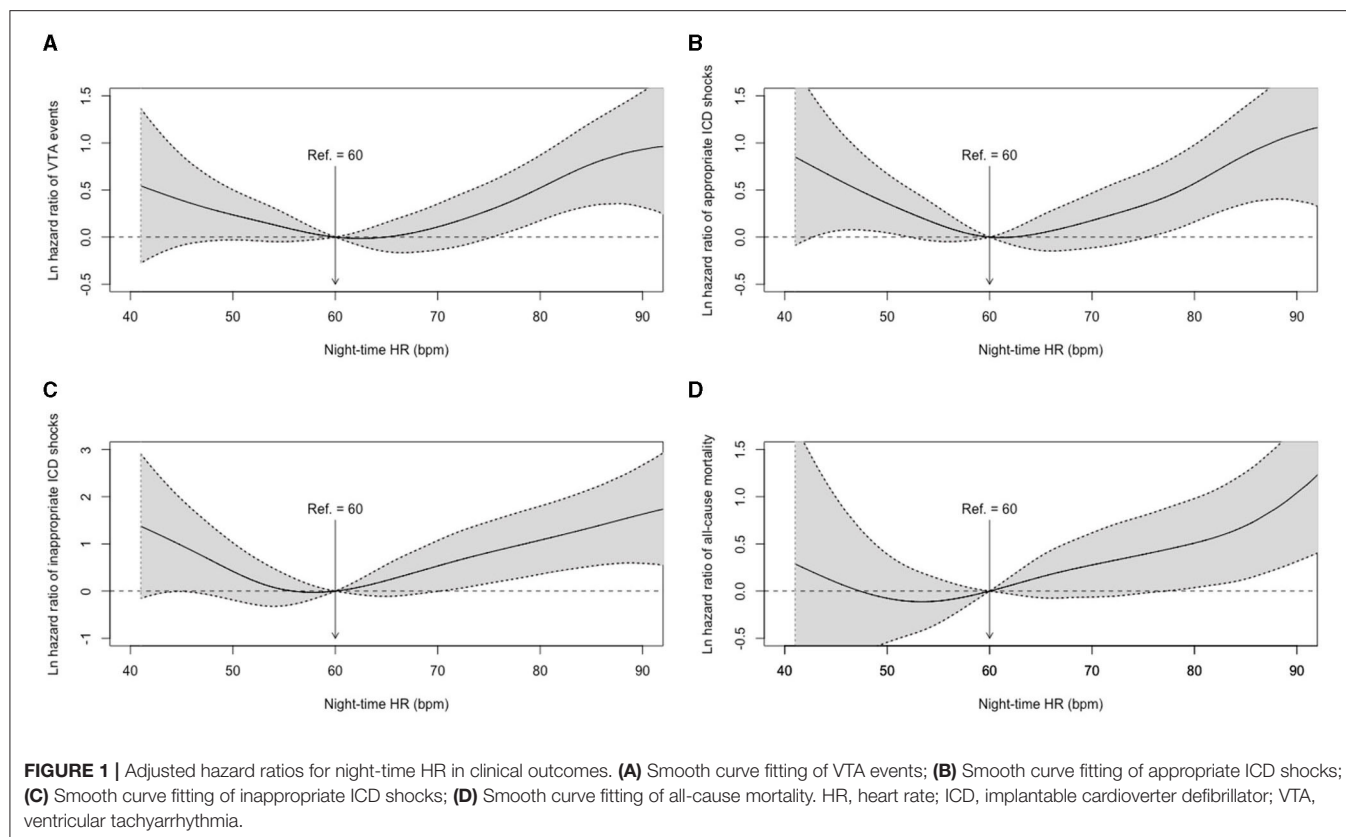 A
Ln hazard ratio of VTA events
1.5
1.0
0.5
0.0
-0.5
Ref. = 60
40 50 60 70 80 90
Night-time HR (bpm)
B
Ln hazard ratio of appropriate ICD shocks
1.5
1.0
0.5
0.0
-0.5
Ref. = 60
40 50 60 70 80 90
Night-time HR (bpm)
C
Ln hazard ratio of inappropriate ICD shocks
3
2
1
0
-1
Ref. = 60
40 50 60 70 80 90
Night-time HR (bpm)
D
Ln hazard ratio of all-cause mortality
1.5
1.0
0.5
0.0
-0.5
Ref. = 60
40 50 60 70 80 90
Night-time HR (bpm)
FIGURE 1 | Adjusted hazard ratios for night-time HR in clinical outcomes. (A) Smooth curve fitting of VTA events; (B) Smooth curve fitting of appropriate ICD shocks;
(C) Smooth curve fitting of inappropriate ICD shocks; (D) Smooth curve fitting of all-cause mortality. HR, heart rate; ICD, implantable cardioverter defibrillator; VTA,
ventricular tachyarrhythmia.